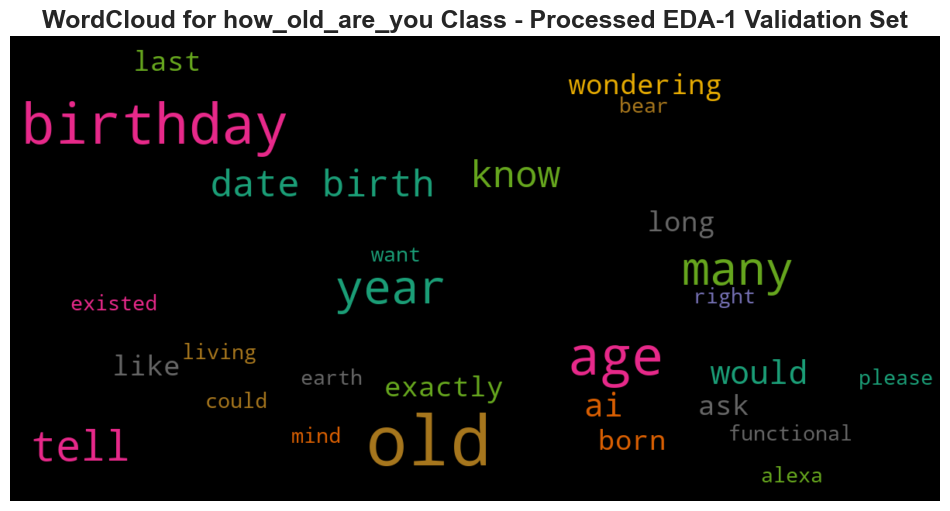 WordCloud for how_old_are_you Class - Processed EDA-1 Validation Set
last
wondering
bear
birthday
know
date birth
long
want
many
year
right
existed
living
like
earth
exactly
age
would
please
could
ai
ask
mind
old
born
functional
tell
alexa